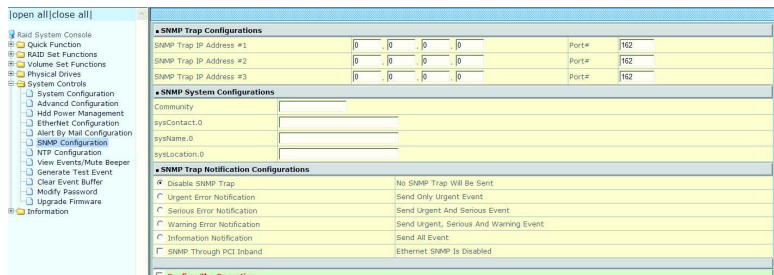 |open all|close all|
Raid System Console
Quick Function
RAID Set Functions
Volume Set Functions
Physical Drives
System Controls
System Configuration
Advancd Configuration
Hdd Power Management
EtherNet Configuration
Alert By Mail Configuration
SNMP Configuration
NTP Configuration
View Events/Mute Beeper
Generate Test Event
Clear Event Buffer
Modify Password
Upgrade Firmware
Information
SNMP Trap Configurations
SNMP Trap IP Address #1 0 . 0 . 0 . 0 Port# 162
SNMP Trap IP Address #2 0 . 0 . 0 . 0 Port# 162
SNMP Trap IP Address #3 0 . 0 . 0 . 0 Port# 162
SNMP System Configurations
Community
sysContact.0
sysName.0
sysLocation.0
SNMP Trap Notification Configurations
Disable SNMP Trap No SNMP Trap Will Be Sent
Urgent Error Notification Send Only Urgent Event
Serious Error Notification Send Urgent And Serious Event
Warning Error Notification Send Urgent, Serious And Warning Event
Information Notification Send All Event
SNMP Through PCI Inband Ethernet SNMP Is Disabled